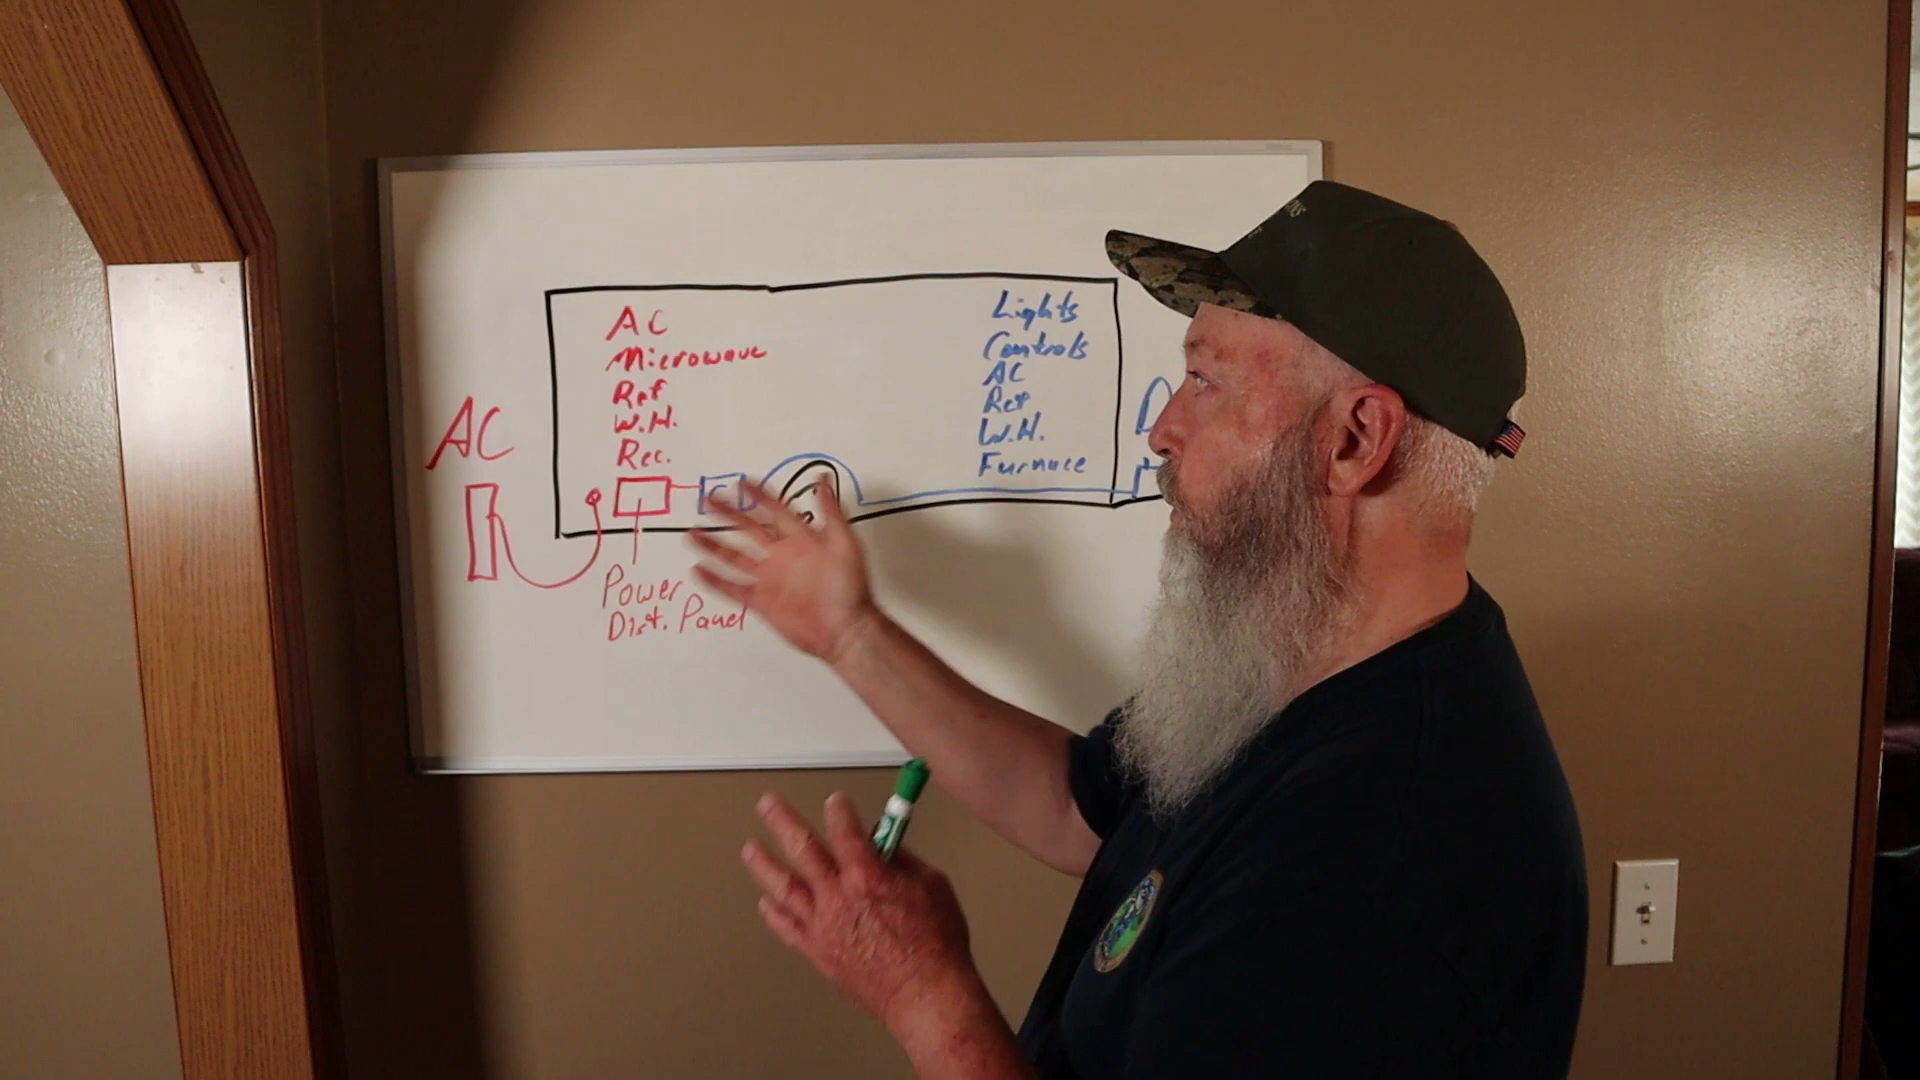 AC
Microwave
Ref
W.H.
Rec.
AC
Power
Dist. Panel
C
Lights
Controls
AC
Ref
W.H.
Furnace
D